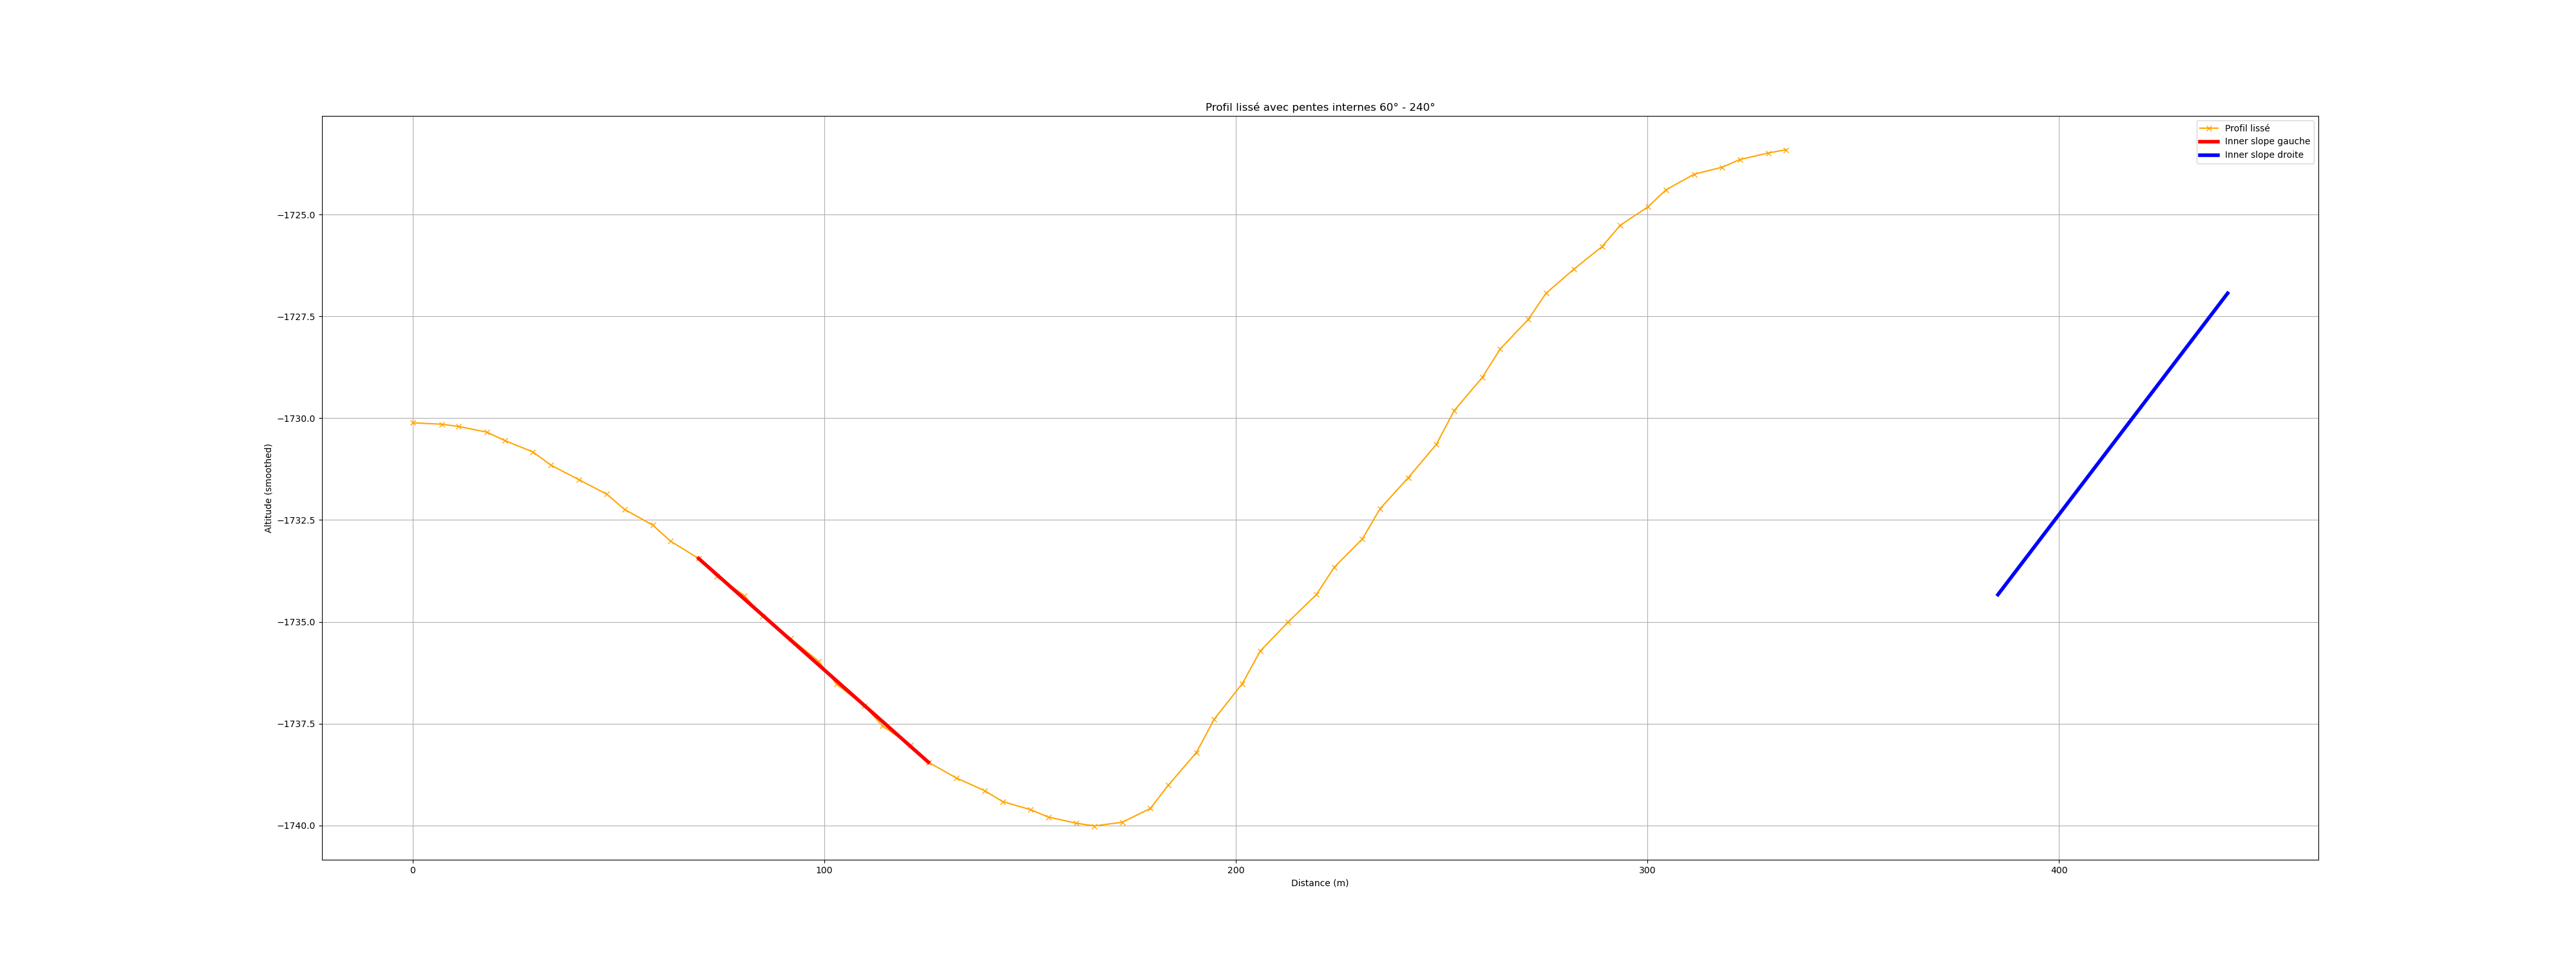 Profil lissé avec pentes internes 60° - 240°
Profil lissé
Inner slope gauche
Inner slope droite
Altitude (smoothed)
−1725.0
−1727.5
−1730.0
−1732.5
−1735.0
−1737.5
−1740.0
0
100
200
300
400
Distance (m)